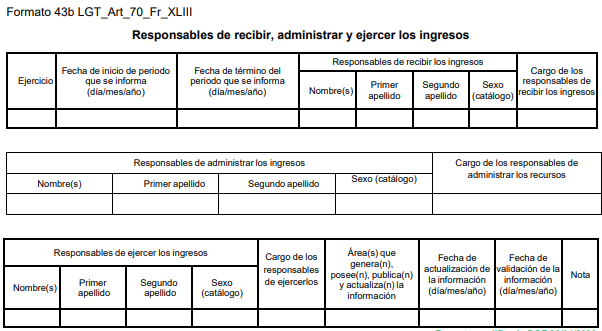 Formato 43b LGT_Art_70_Fr_XLIII
Responsables de recibir, administrar y ejercer los ingresos
Ejercicio
Fecha de inicio de periodo
que se informa
(día/mes/año)
Fecha de término del
periodo que se informa
(día/mes/año)
Responsables de recibir los ingresos
Nombre(s)
Primer
apellido
Segundo
apellido
Sexo
(catálogo)
Cargo de los
responsables de
recibir los ingresos
Responsables de administrar los ingresos
Nombre(s)
Primer apellido
Segundo apellido
Sexo (catálogo)
Cargo de los responsables de
administrar los recursos
Responsables de ejercer los ingresos
Nombre(s)
Primer
apellido
Segundo
apellido
Sexo
(catálogo)
Cargo de los
responsables
de ejercerlos
Área(s) que
genera(n),
posee(n), publica(n)
y actualiza(n) la
información
Fecha de
actualización de
la información
(día/mes/año)
Fecha de
validación de la
información
(día/mes/año)
Nota